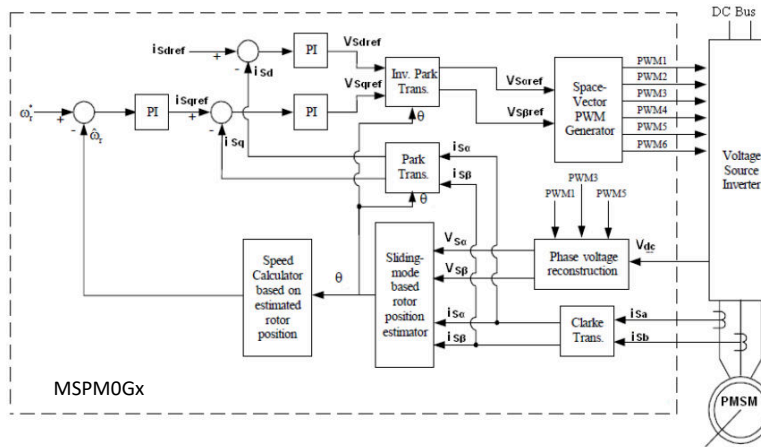 DC Bus
iSdref
+
-
PI
VSdref
iSd
VSqref
Inv. Park
Trans.
VSαref
VSβref
Space-
Vector
PWM
Generator
PWM1
PWM2
PWM3
PWM4
PWM5
PWM6
Voltage
Source
Inverter
ωr*
+
-
ω̂r
PI
iSqref
+
-
PI
iSq
θ
Park
Trans.
iSα
iSβ
θ
PWM3
PWM1 PWM5
Speed
Calculator
based on
estimated
rotor
position
θ
Sliding-
mode
based
rotor
position
estimator
VSα
VSβ
Phase voltage
reconstruction
Vdc
iSα
iSβ
Clarke
Trans.
iSa
iSb
MSPM0Gx
PMSM